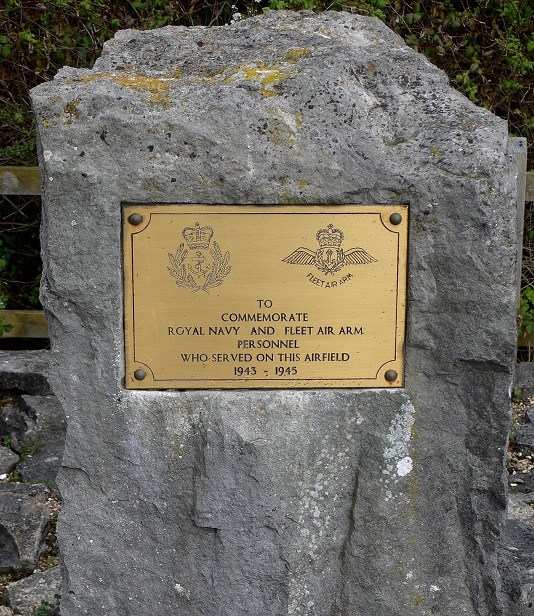 FLEET AIR ARM
TO
COMMEMORATE
ROYAL NAVY AND FLEET AIR ARM
PERSONNEL
WHO SERVED ON THIS AIRFIELD
1943 - 1945